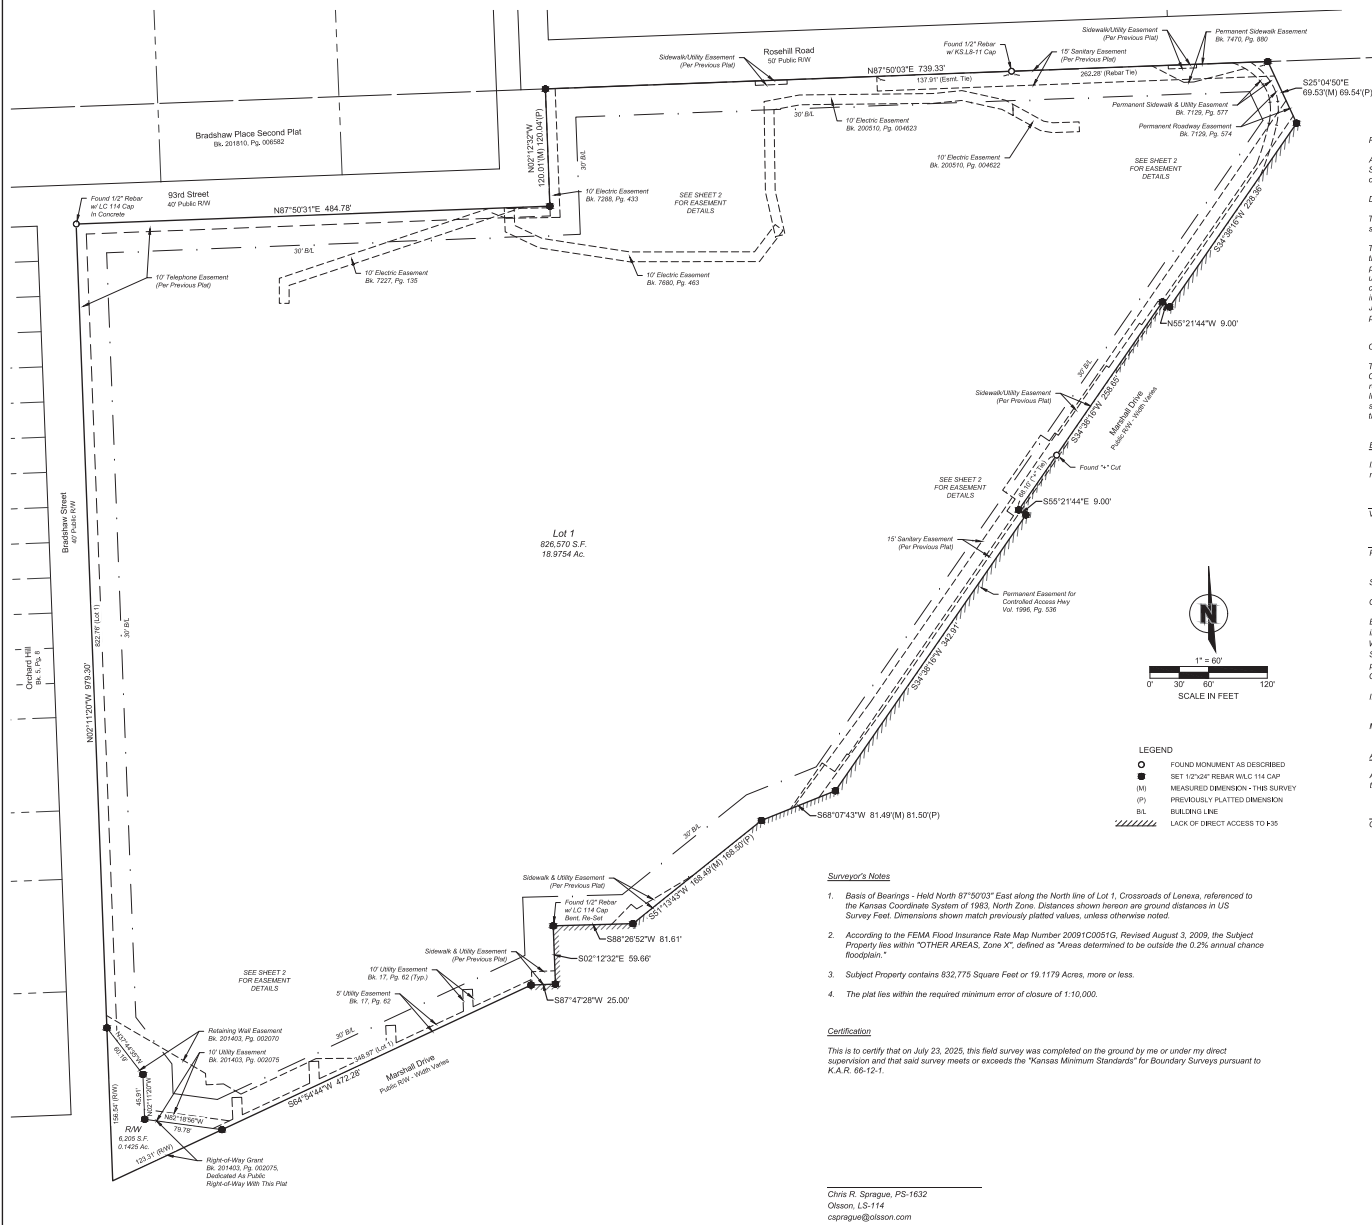 Rosehill Road
50' Public R/W
N87°50'03"E 739.33'
137.91' (Esmt. Tie)
262.28' (Rebar Tie)
Sidewalk/Utility Easement
(Per Previous Plat)
Found 1/2" Rebar
w/ KS.LS-11 Cap
15' Sanitary Easement
(Per Previous Plat)
Sidewalk/Utility Easement
(Per Previous Plat)
Permanent Sidewalk Easement
Bk. 7470, Pg. 880
S25°04'50"E
69.53'(M) 69.54'(P)
Permanent Sidewalk & Utility Easement
Bk. 7129, Pg. 577
Permanent Roadway Easement
Bk. 7129, Pg. 574
30' B/L
10' Electric Easement
Bk. 200510, Pg. 004623
10' Electric Easement
Bk. 200510, Pg. 004622
SEE SHEET 2
FOR EASEMENT
DETAILS
Bradshaw Place Second Plat
Bk. 201810, Pg. 006582
N02°12'32"W
120.01'(M) 120.04'(P)
30' B/L
93rd Street
40' Public R/W
Found 1/2" Rebar
w/ LC 114 Cap
In Concrete
N87°50'31"E 484.78'
10' Electric Easement
Bk. 7268, Pg. 433
SEE SHEET 2
FOR EASEMENT
DETAILS
30' B/L
10' Telephone Easement
(Per Previous Plat)
10' Electric Easement
Bk. 7227, Pg. 135
10' Electric Easement
Bk. 7680, Pg. 463
S34°38'16"W 228.36'
N55°21'44"W 9.00'
30' B/L
Sidewalk/Utility Easement
(Per Previous Plat)
S34°38'16"W 258.65'
Marshall Drive
Public R/W - Width Varies
Found "+" Cut
88.10' ("+" Tie)
SEE SHEET 2
FOR EASEMENT
DETAILS
S55°21'44"E 9.00'
15' Sanitary Easement
(Per Previous Plat)
Permanent Easement for
Controlled Access Hwy
Vol. 1996, Pg. 536
S34°38'16"W 342.91'
Lot 1
826,570 S.F.
18.9754 Ac.
Bradshaw Street
40' Public R/W
822.76' (Lot 1)
30' B/L
Orchard Hill
Bk. 5, Pg. 8
N02°11'20"W 979.30'
N
1" = 60'
0' 30' 60' 120'
SCALE IN FEET
LEGEND
FOUND MONUMENT AS DESCRIBED
SET 1/2"x24" REBAR W/LC 114 CAP
(M) MEASURED DIMENSION - THIS SURVEY
(P) PREVIOUSLY PLATTED DIMENSION
B/L BUILDING LINE
LACK OF DIRECT ACCESS TO I-35
S68°07'43"W 81.49'(M) 81.50'(P)
30' B/L
S51°13'43"W 168.49'(M) 168.50'(P)
Sidewalk & Utility Easement
(Per Previous Plat)
Found 1/2" Rebar
w/ LC 114 Cap
Bent, Re-Set
S88°26'52"W 81.61'
S02°12'32"E 59.66'
Sidewalk & Utility Easement
(Per Previous Plat)
S87°47'28"W 25.00'
10' Utility Easement
Bk. 17, Pg. 62 (Typ.)
5' Utility Easement
Bk. 17, Pg. 62
SEE SHEET 2
FOR EASEMENT
DETAILS
30' B/L
348.97' (Lot 1)
S64°54'44"W 472.28'
Marshall Drive
Public R/W - Width Varies
Retaining Wall Easement
Bk. 201403, Pg. 002070
10' Utility Easement
Bk. 201403, Pg. 002075
N37°44'35"W
60.19'
45.91'
N02°11'20"W
156.54' (R/W)
N82°18'56"W
79.78'
R/W
6,205 S.F.
0.1425 Ac.
123.31' (R/W)
Right-of-Way Grant
Bk. 201403, Pg. 002075,
Dedicated As Public
Right-of-Way With This Plat
Surveyor's Notes
1. Basis of Bearings - Held North 87°50'03" East along the North line of Lot 1, Crossroads of Lenexa, referenced to
the Kansas Coordinate System of 1983, North Zone. Distances shown hereon are ground distances in US
Survey Feet. Dimensions shown match previously platted values, unless otherwise noted.
2. According to the FEMA Flood Insurance Rate Map Number 20091C0051G, Revised August 3, 2009, the Subject
Property lies within "OTHER AREAS, Zone X", defined as "Areas determined to be outside the 0.2% annual chance
floodplain."
3. Subject Property contains 832,775 Square Feet or 19.1179 Acres, more or less.
4. The plat lies within the required minimum error of closure of 1:10,000.
Certification
This is to certify that on July 23, 2025, this field survey was completed on the ground by me or under my direct
supervision and that said survey meets or exceeds the "Kansas Minimum Standards" for Boundary Surveys pursuant to
K.A.R. 66-12-1.
Chris R. Sprague, PS-1632
Olsson, LS-114
csprague@olsson.com